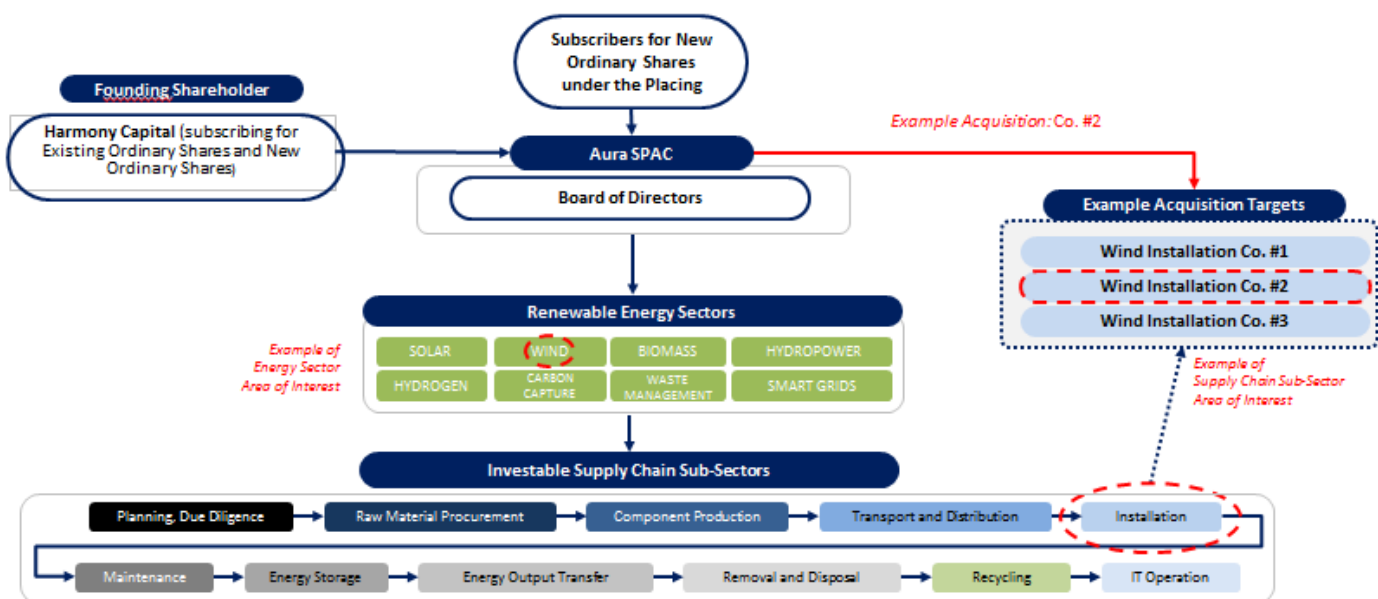 Subscribers for New
Ordinary Shares
under the Placing
Founding Shareholder
Harmony Capital (subscribing for
Existing Ordinary Shares and New
Ordinary Shares)
Example Acquisition: Co. #2
Aura SPAC
Board of Directors
Example Acquisition Targets
Wind Installation Co. #1
Wind Installation Co. #2
Wind Installation Co. #3
Renewable Energy Sectors
Example of
Energy Sector
Area of Interest
SOLAR
WIND
BIOMASS
HYDROPOWER
HYDROGEN
CARBON
CAPTURE
WASTE
MANAGEMENT
SMART GRIDS
Example of
Supply Chain Sub-Sector
Area of Interest
Investable Supply Chain Sub-Sectors
Planning, Due Diligence
Raw Material Procurement
Component Production
Transport and Distribution
Installation
Maintenance
Energy Storage
Energy Output Transfer
Removal and Disposal
Recycling
IT Operation